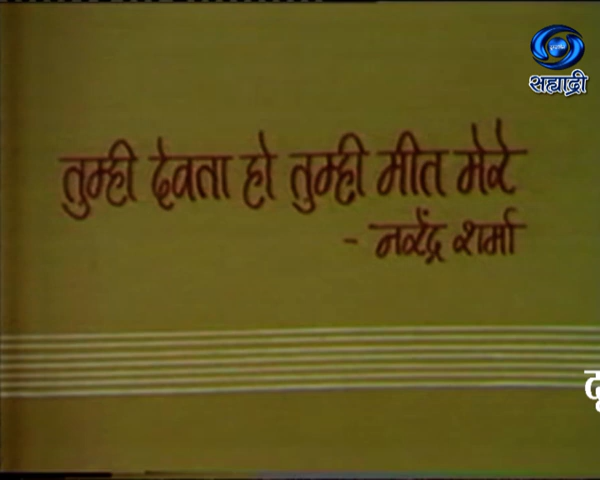 सह्याद्री
तुम्ही देवता हो तुम्ही मीत मेरे
- नरेंद्र शर्मा
दू